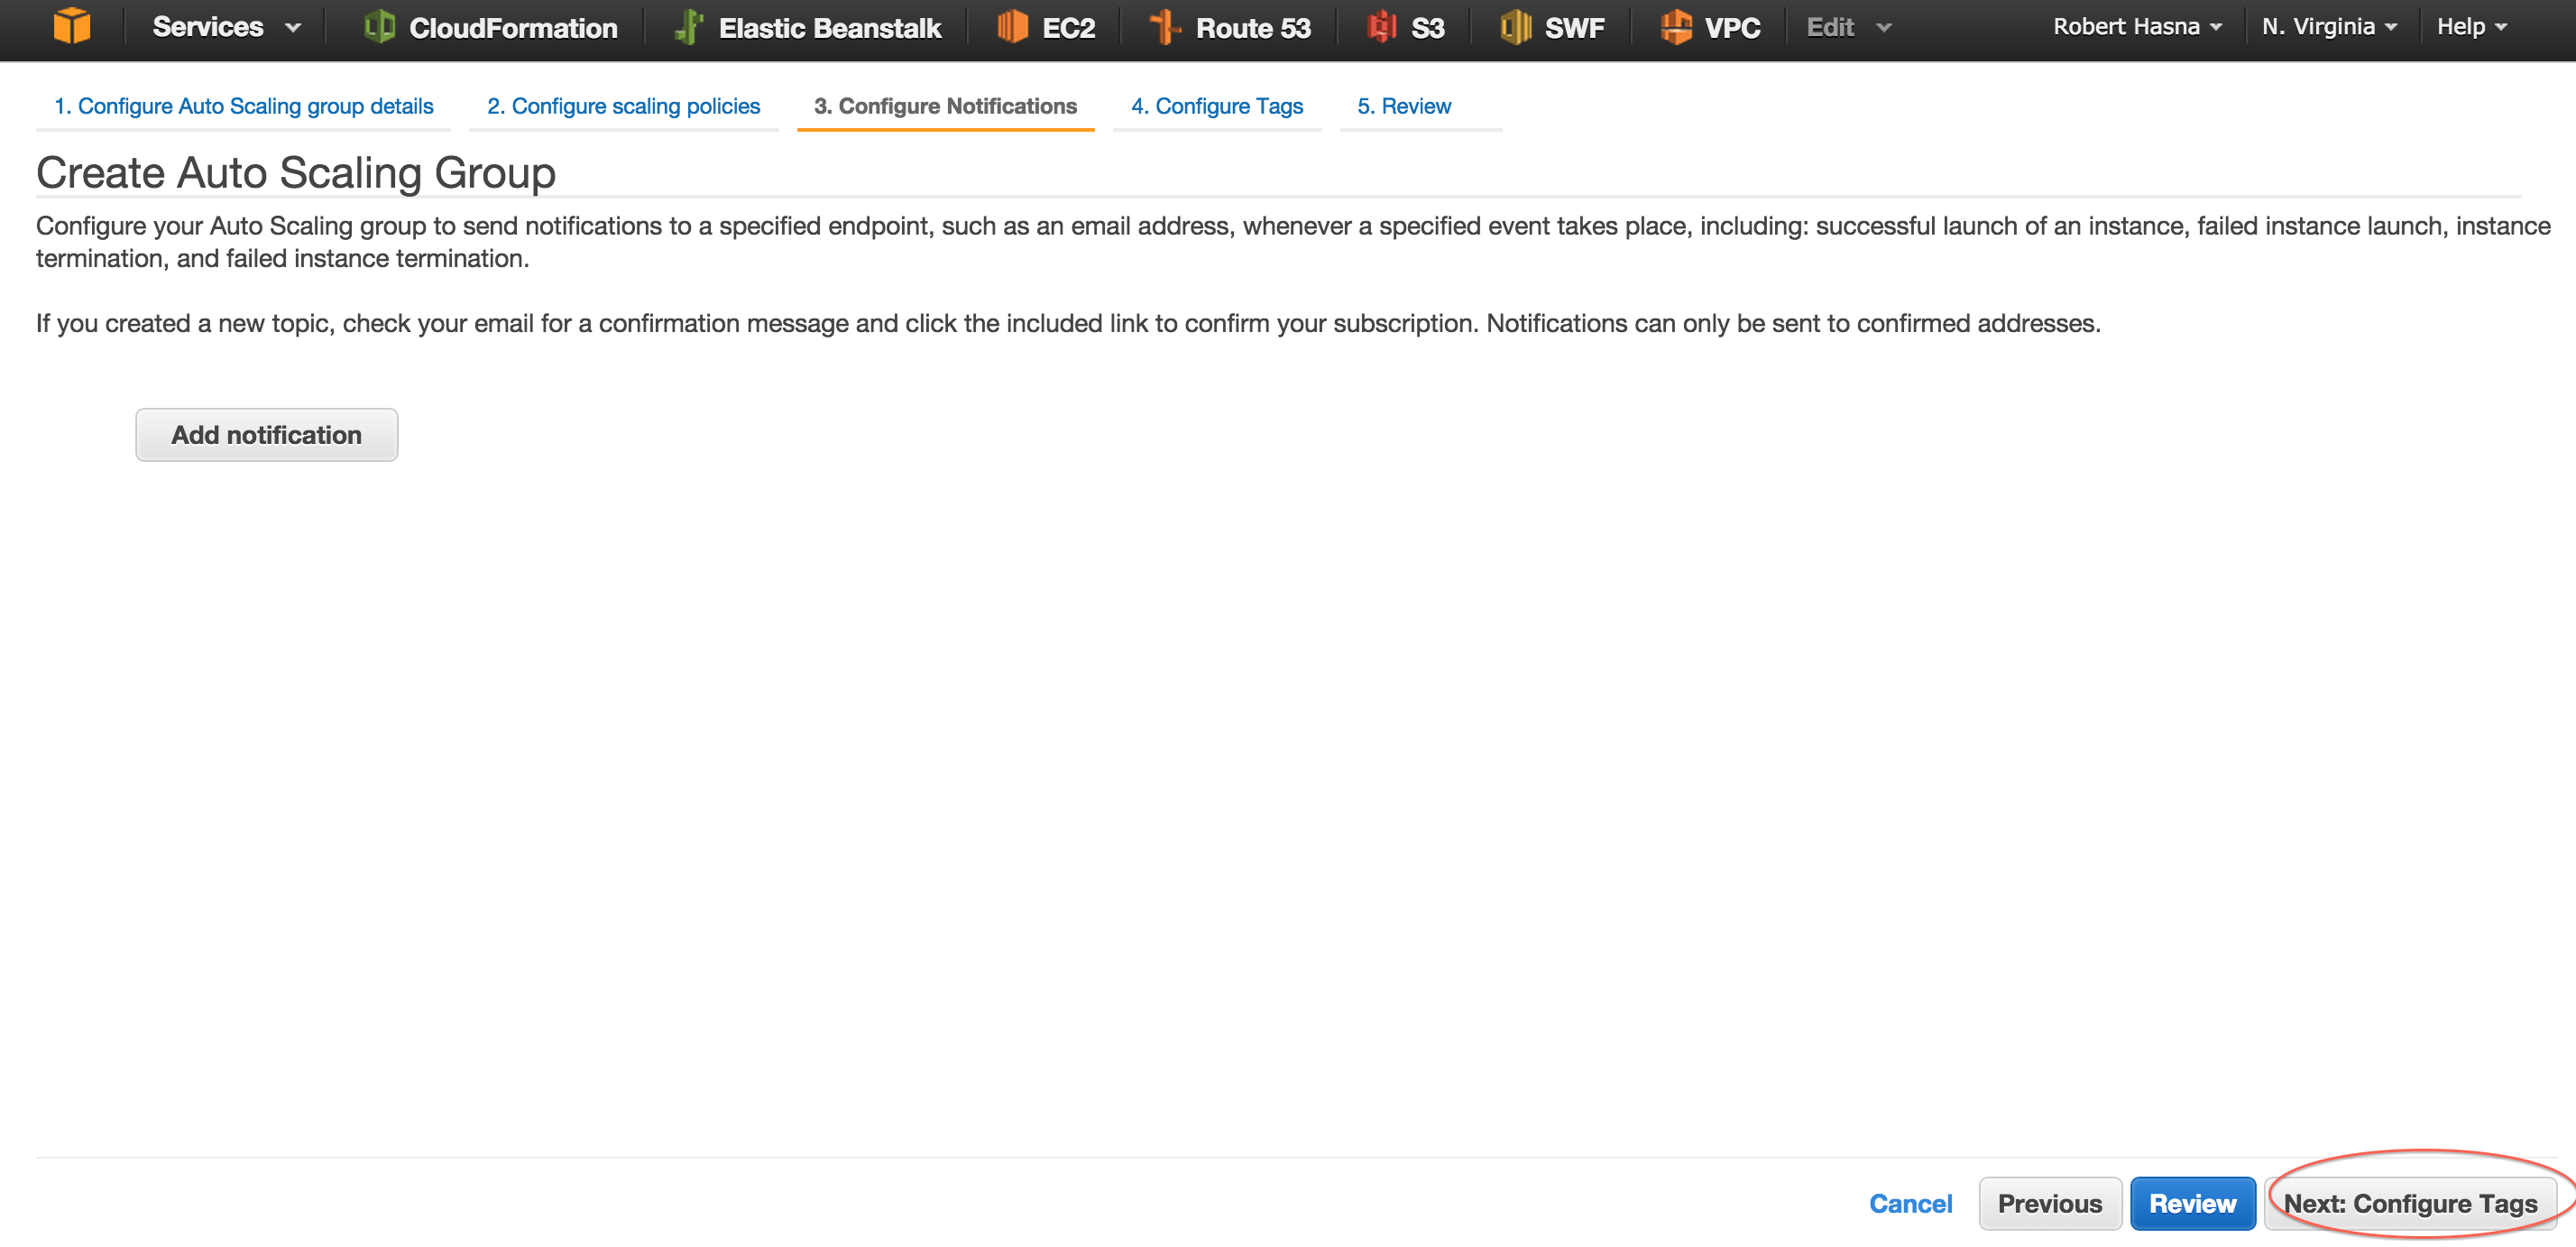 Services CloudFormation Elastic Beanstalk EC2 Route 53 S3 SWF VPC Edit Robert Hasna N. Virginia Help
1. Configure Auto Scaling group details 2. Configure scaling policies 3. Configure Notifications 4. Configure Tags 5. Review
Create Auto Scaling Group
Configure your Auto Scaling group to send notifications to a specified endpoint, such as an email address, whenever a specified event takes place, including: successful launch of an instance, failed instance launch, instance
termination, and failed instance termination.
If you created a new topic, check your email for a confirmation message and click the included link to confirm your subscription. Notifications can only be sent to confirmed addresses.
Add notification
Cancel Previous Review Next: Configure Tags